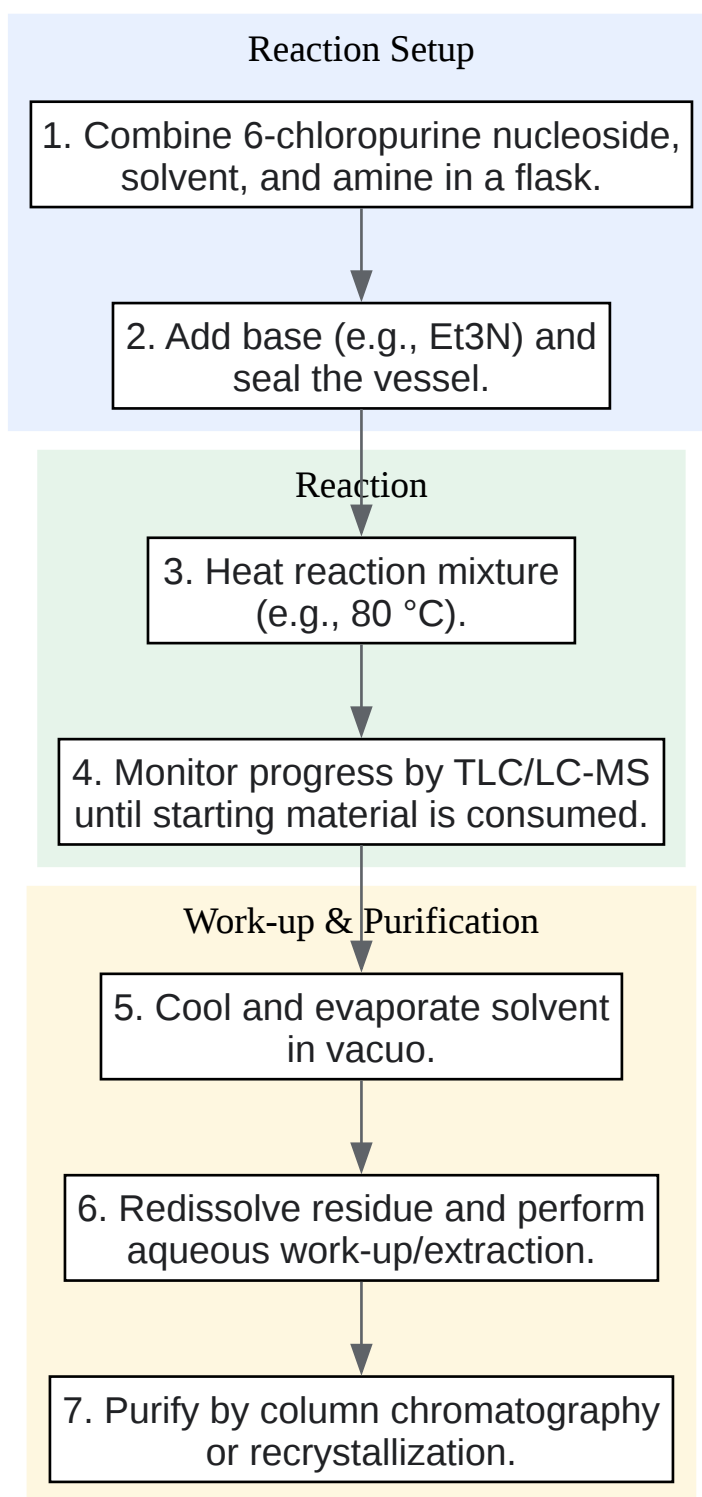 Reaction Setup
1. Combine 6-chloropurine nucleoside,
solvent, and amine in a flask.
2. Add base (e.g., Et3N) and
seal the vessel.
Reaction
3. Heat reaction mixture
(e.g., 80 °C).
4. Monitor progress by TLC/LC-MS
until starting material is consumed.
Work-up & Purification
5. Cool and evaporate solvent
in vacuo.
6. Redissolve residue and perform
aqueous work-up/extraction.
7. Purify by column chromatography
or recrystallization.